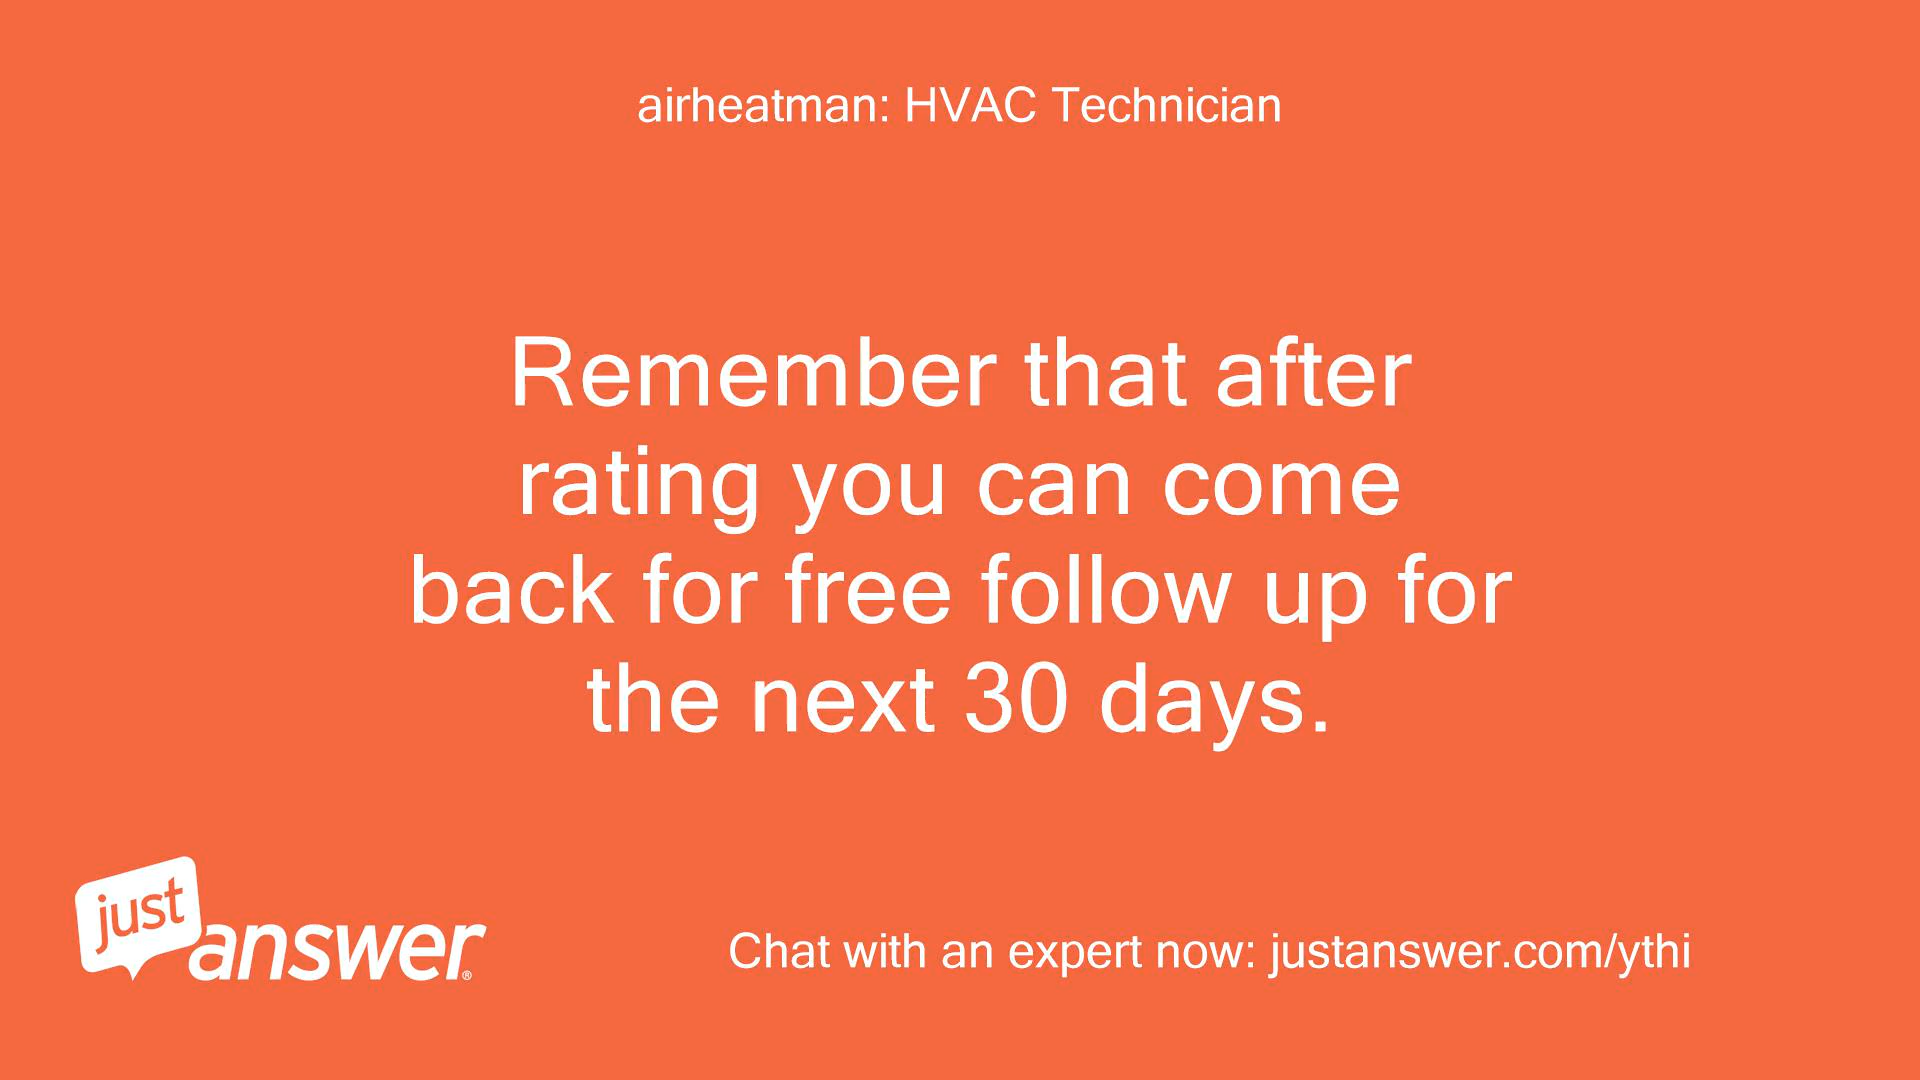 airheatman: HVAC Technician
Remember that after
rating you can come
back for free follow up for
the next 30 days.
just
answer®
Chat with an expert now: justanswer.com/ythi